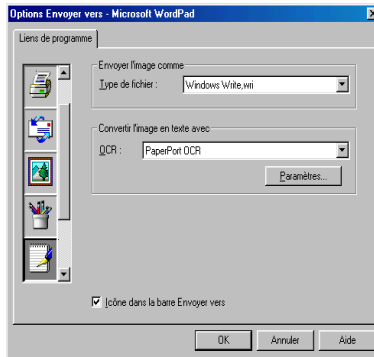 Options Envoyer vers - Microsoft WordPad
Liens de programme
Envoyer l'image comme
Type de fichier : Windows Write,wri
Convertir l'image en texte avec
OCR : PaperPort OCR
Paramètres...
Icône dans la barre Envoyer vers
OK Annuler Aide